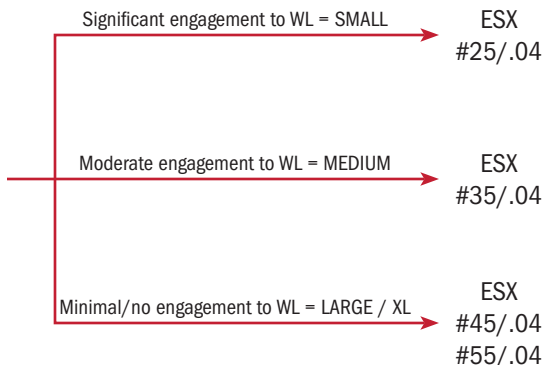 Significant engagement to WL = SMALL
ESX
#25/.04
Moderate engagement to WL = MEDIUM
ESX
#35/.04
Minimal/no engagement to WL = LARGE / XL
ESX
#45/.04
#55/.04